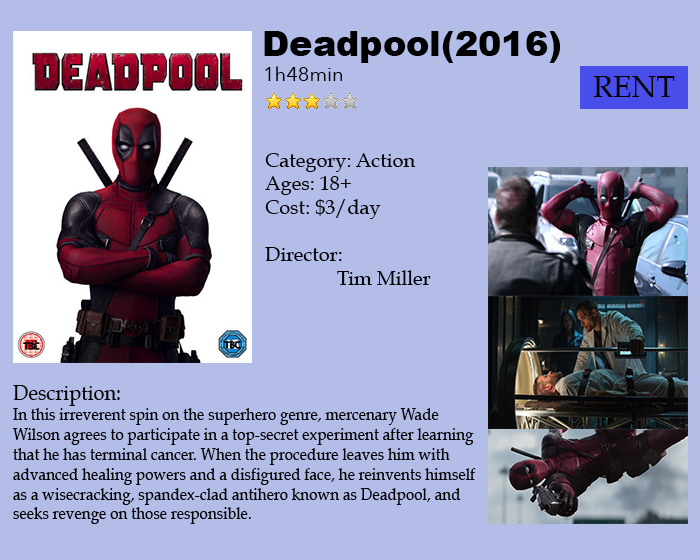 DEADPOOL
TBC
TBC
Deadpool(2016)
1h48min
RENT
Category: Action
Ages: 18+
Cost: $3/day
Director:
Tim Miller
Description:
In this irreverent spin on the superhero genre, mercenary Wade
Wilson agrees to participate in a top-secret experiment after learning
that he has terminal cancer. When the procedure leaves him with
advanced healing powers and a disfigured face, he reinvents himself
as a wisecracking, spandex-clad antihero known as Deadpool, and
seeks revenge on those responsible.